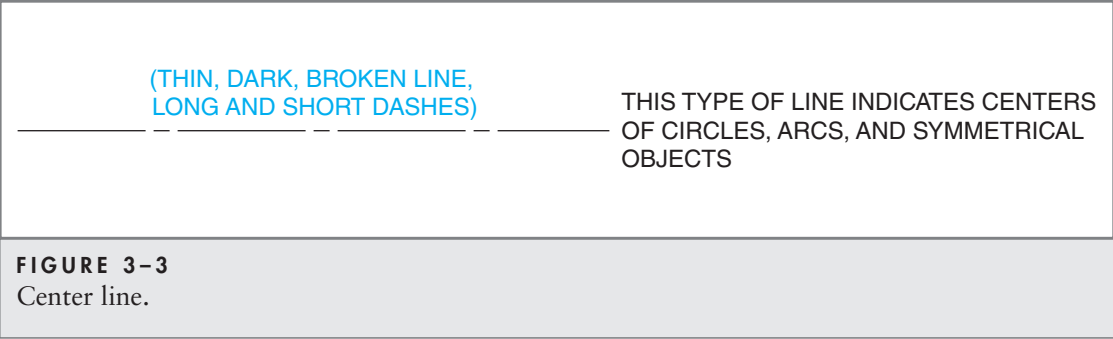 (THIN, DARK, BROKEN LINE,
LONG AND SHORT DASHES)
THIS TYPE OF LINE INDICATES CENTERS
OF CIRCLES, ARCS, AND SYMMETRICAL
OBJECTS
FIGURE 3–3
Center line.